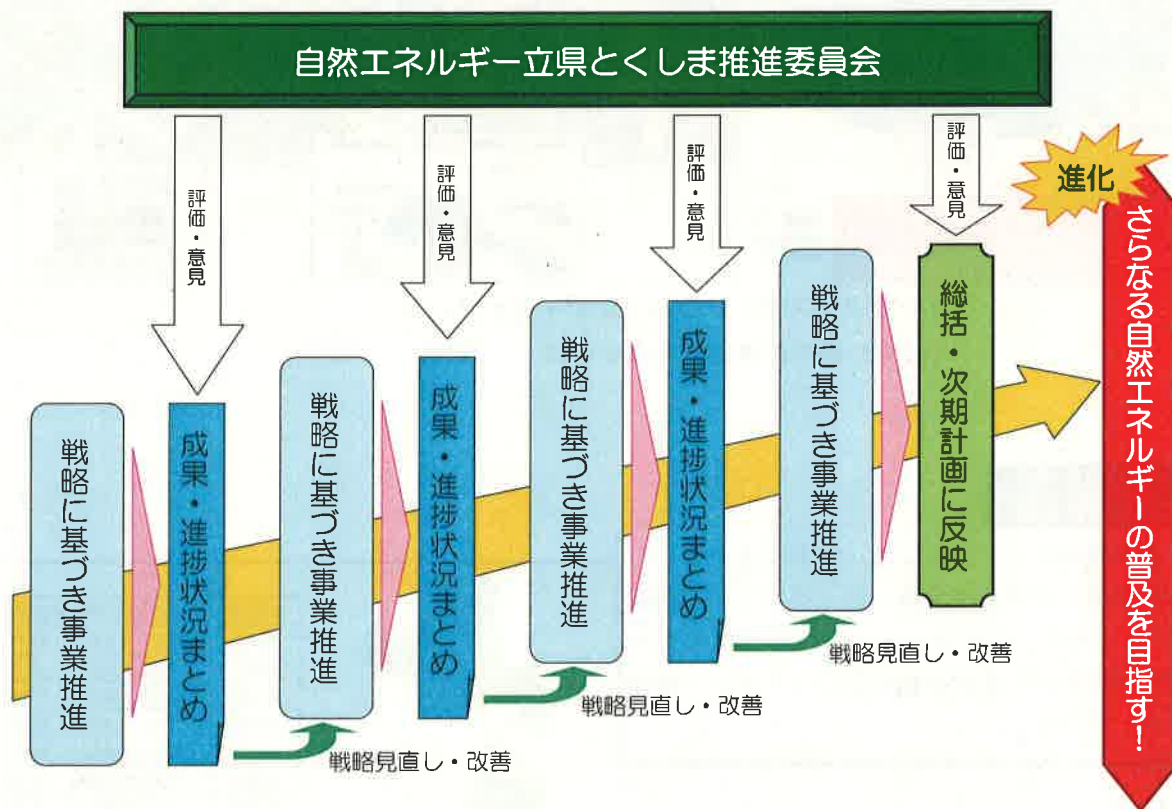 自然エネルギー立県とくしま推進委員会
評価・意見
評価・意見
評価・意見
評価・意見
進化
さらなる自然エネルギーの普及を目指す!
戦略に基づき事業推進
成果・進捗状況まとめ
戦略に基づき事業推進
成果・進捗状況まとめ
戦略に基づき事業推進
成果・進捗状況まとめ
戦略に基づき事業推進
総括・次期計画に反映
戦略見直し・改善
戦略見直し・改善
戦略見直し・改善